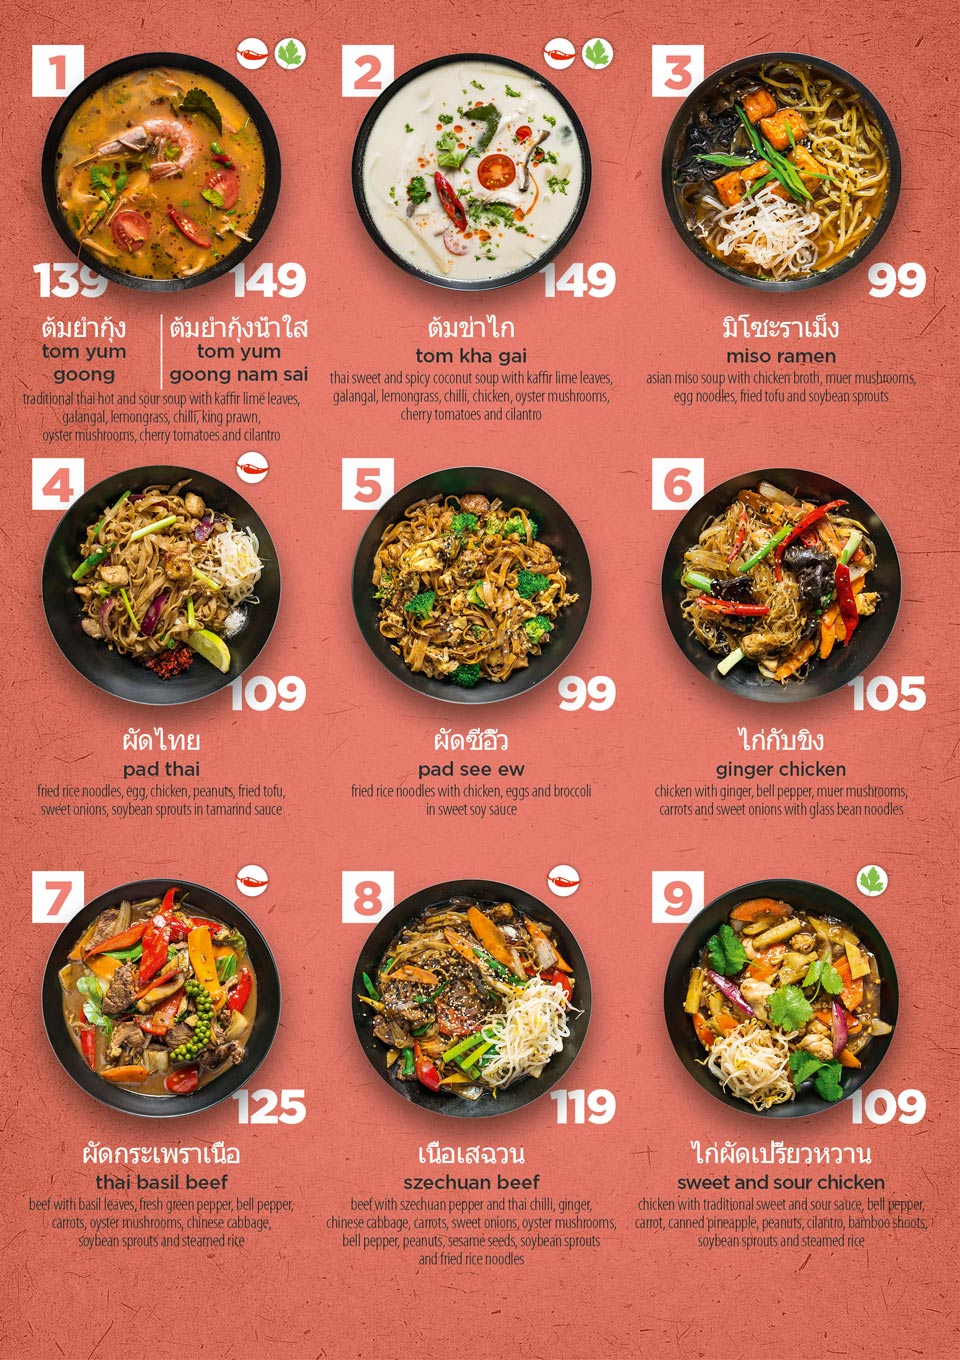 1
139
149
ต้มยำกุ้ง
tom yum
goong
ต้มยำกุ้งน้ำใส
tom yum
goong nam sai
traditional thai hot and sour soup with kaffir lime leaves,
galangal, lemongrass, chilli, king prawn,
oyster mushrooms, cherry tomatoes and cilantro
2
149
ต้มข่าไก่
tom kha gai
thai sweet and spicy coconut soup with kaffir lime leaves,
galangal, lemongrass, chilli, chicken, oyster mushrooms,
cherry tomatoes and cilantro
3
99
มิโซะราเม็ง
miso ramen
asian miso soup with chicken broth, muer mushrooms,
egg noodles, fried tofu and soybean sprouts
4
109
ผัดไทย
pad thai
fried rice noodles, egg, chicken, peanuts, fried tofu,
sweet onions, soybean sprouts in tamarind sauce
5
99
ผัดซีอิ๊ว
pad see ew
fried rice noodles with chicken, eggs and broccoli
in sweet soy sauce
6
105
ไก่กับขิง
ginger chicken
chicken with ginger, bell pepper, muer mushrooms,
carrots and sweet onions with glass bean noodles
7
125
ผัดกระเพราเนื้อ
thai basil beef
beef with basil leaves, fresh green pepper, bell pepper,
carrots, oyster mushrooms, chinese cabbage,
soybean sprouts and steamed rice
8
119
เนื้อเสฉวน
szechuan beef
beef with szechuan pepper and thai chilli, ginger,
chinese cabbage, carrots, sweet onions, oyster mushrooms,
bell pepper, peanuts, sesame seeds, soybean sprouts
and fried rice noodles
9
109
ไก่ผัดเปรี้ยวหวาน
sweet and sour chicken
chicken with traditional sweet and sour sauce, bell pepper,
carrot, canned pineapple, peanuts, cilantro, bamboo shoots,
soybean sprouts and steamed rice